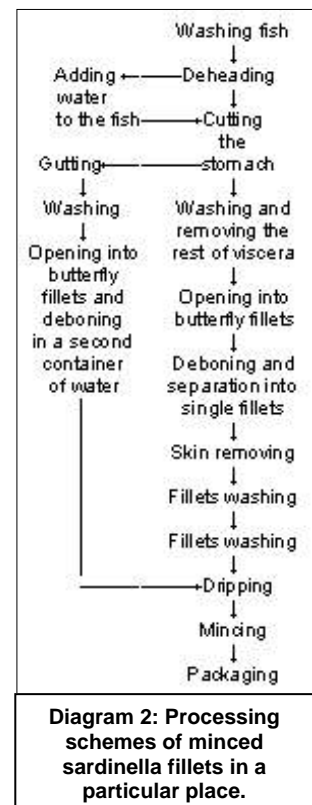 Washing fish
Adding
water
to the fish
Deheading
Cutting
the
stomach
Gutting
Washing
Opening into
butterfly
fillets and
deboning
in a second
container
of water
Washing and
removing the
rest of viscera
Opening into
butterfly fillets
Deboning and
separation into
single fillets
Skin removing
Fillets washing
Fillets washing
Dripping
Mincing
Packaging
Diagram 2: Processing
schemes of minced
sardinella fillets in a
particular place.